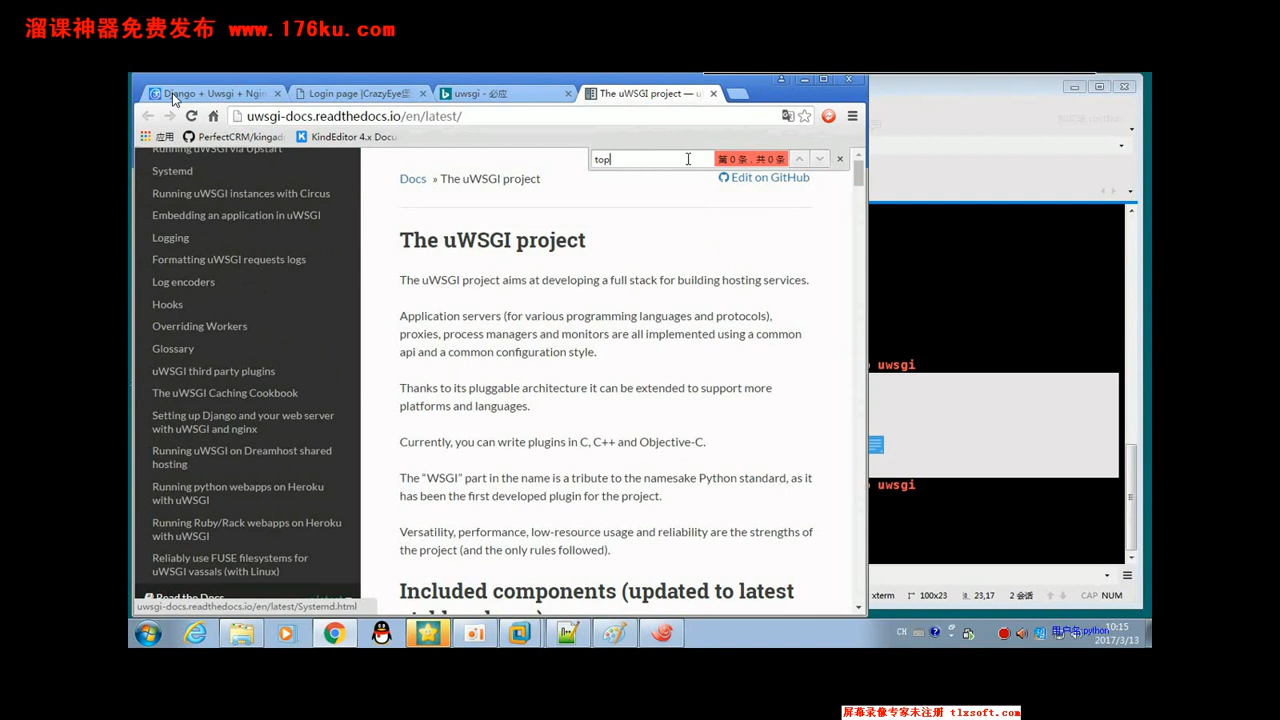 溜课神器免费发布 www.176ku.com
Django + Uwsgi + Ngin
Login page |CrazyEye堡
uwsgi - 必应
The uWSGI project — u
uwsgi-docs.readthedocs.io/en/latest/
应用
PerfectCRM/kingad
KindEditor 4.x Docu
top
第 0 条，共 0 条
Running uWSGI via Upstart
Systemd
Running uWSGI instances with Circus
Embedding an application in uWSGI
Logging
Formatting uWSGI requests logs
Log encoders
Hooks
Overriding Workers
Glossary
uWSGI third party plugins
The uWSGI Caching Cookbook
Setting up Django and your web server
with uWSGI and nginx
Running uWSGI on Dreamhost shared
hosting
Running python webapps on Heroku
with uWSGI
Running Ruby/Rack webapps on Heroku
with uWSGI
Reliably use FUSE filesystems for
uWSGI vassals (with Linux)
Read the Docs
uwsgi-docs.readthedocs.io/en/latest/Systemd.html
Docs » The uWSGI project
Edit on GitHub
The uWSGI project
The uWSGI project aims at developing a full stack for building hosting services.
Application servers (for various programming languages and protocols),
proxies, process managers and monitors are all implemented using a common
api and a common configuration style.
Thanks to its pluggable architecture it can be extended to support more
platforms and languages.
Currently, you can write plugins in C, C++ and Objective-C.
The “WSGI” part in the name is a tribute to the namesake Python standard, as it
has been the first developed plugin for the project.
Versatility, performance, low-resource usage and reliability are the strengths of
the project (and the only rules followed).
Included components (updated to latest
uwsgi
uwsgi
xterm
100x23
23,17
2 会话
CAP NUM
CH
用户名:python
10:15
2017/3/13
屏幕录像专家未注册 tlxsoft.com